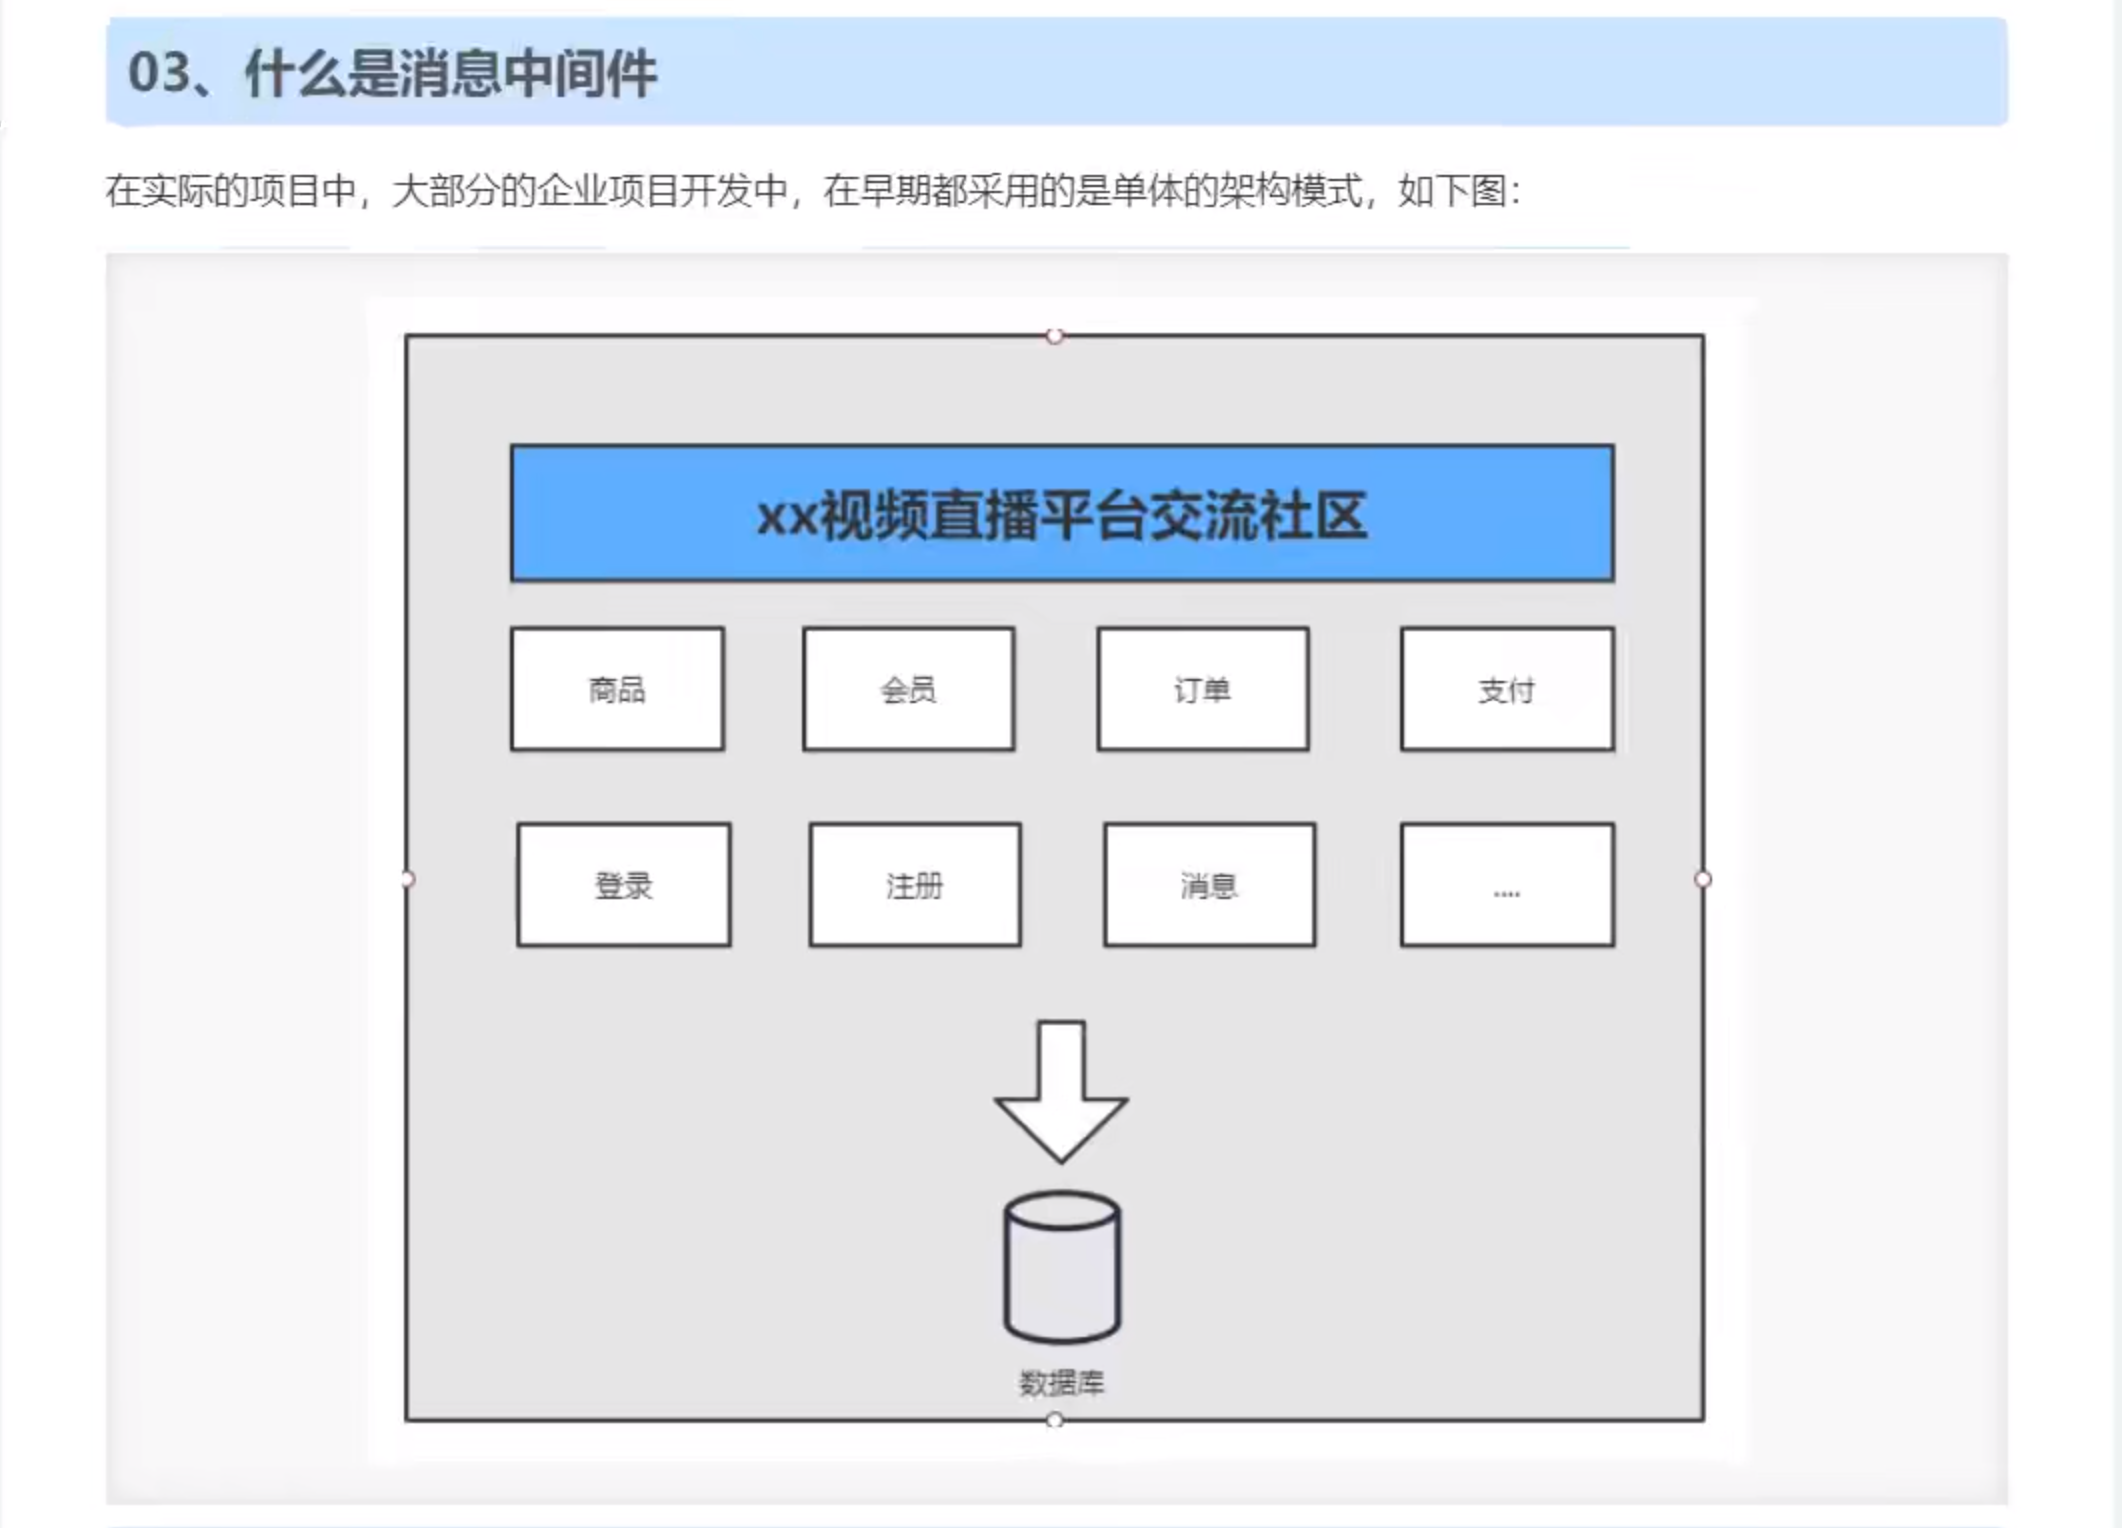 03、什么是消息中间件
在实际的项目中，大部分的企业项目开发中，在早期都采用的是单体的架构模式，如下图：
xx视频直播平台交流社区
商品
会员
订单
支付
登录
注册
消息
....
数据库